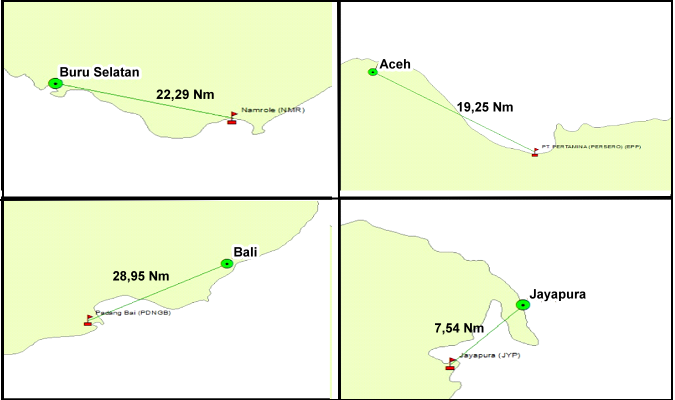 Buru Selatan
22,29 Nm
Namrole (NMR)
Aceh
19,25 Nm
PT PERTAMINA (PERSERO) (EPP)
Bali
28,95 Nm
Padang Bai (PDNGB)
Jayapura
7,54 Nm
Jayapura (JYP)